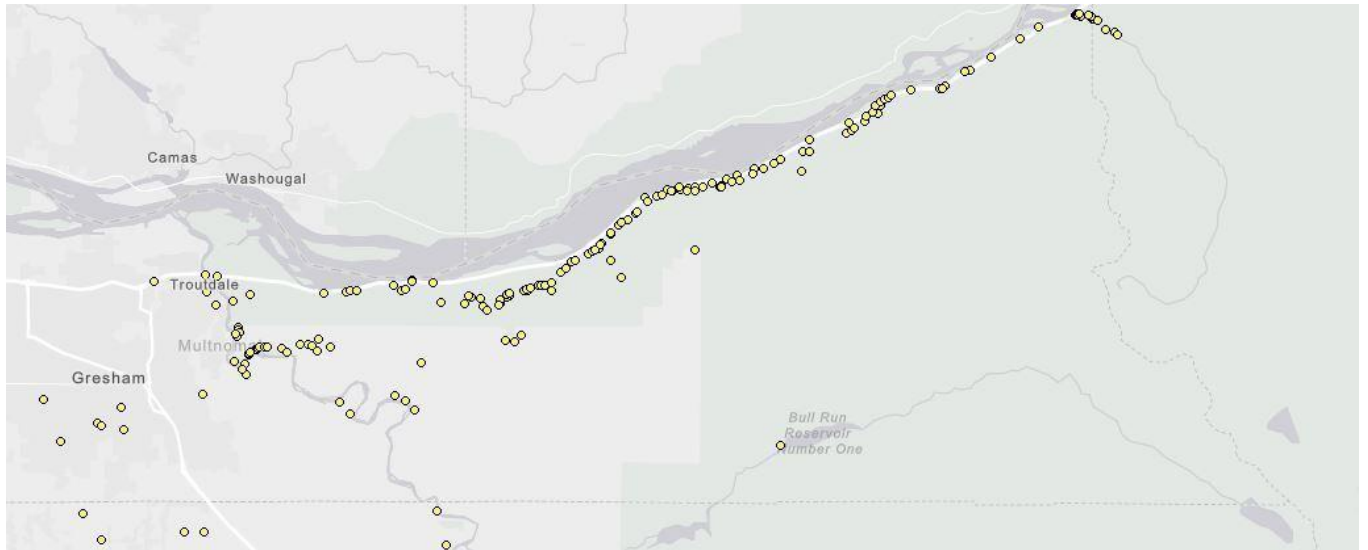 Camas
Washougal
Troutdale
Multnomah
Gresham
Bull Run
Reservoir
Number One